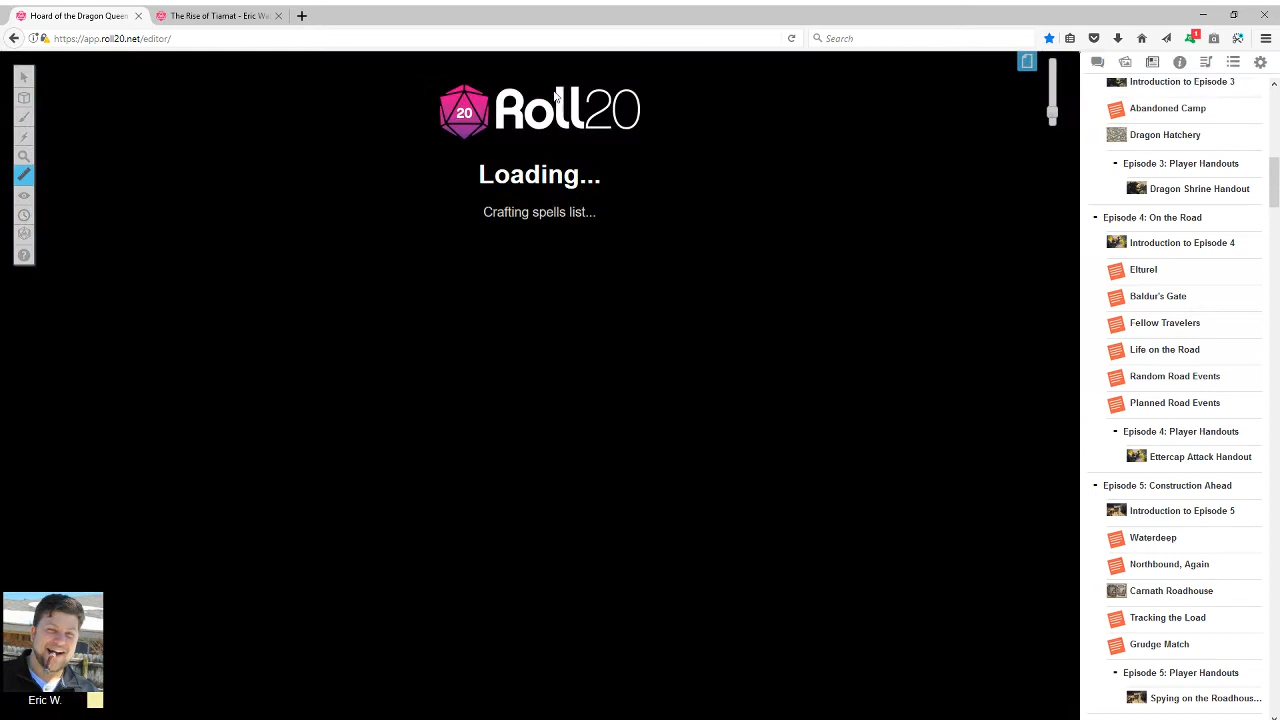 Hoard of the Dragon Queen
The Rise of Tiamat - Eric Wa
https://app.roll20.net/editor/
Search
1
20
Roll20
Loading...
Crafting spells list...
Eric W.
Introduction to Episode 3
Abandoned Camp
Dragon Hatchery
Episode 3: Player Handouts
Dragon Shrine Handout
Episode 4: On the Road
Introduction to Episode 4
Elturel
Baldur's Gate
Fellow Travelers
Life on the Road
Random Road Events
Planned Road Events
Episode 4: Player Handouts
Ettercap Attack Handout
Episode 5: Construction Ahead
Introduction to Episode 5
Waterdeep
Northbound, Again
Carnath Roadhouse
Tracking the Load
Grudge Match
Episode 5: Player Handouts
Spying on the Roadhous...